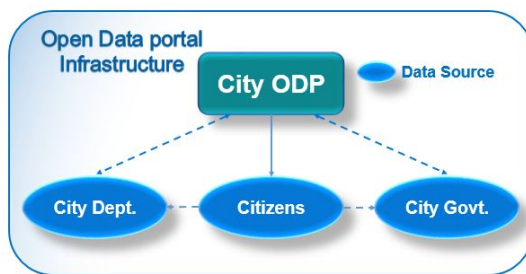 Open Data portal
Infrastructure
City ODP
Data Source
City Dept.
Citizens
City Govt.